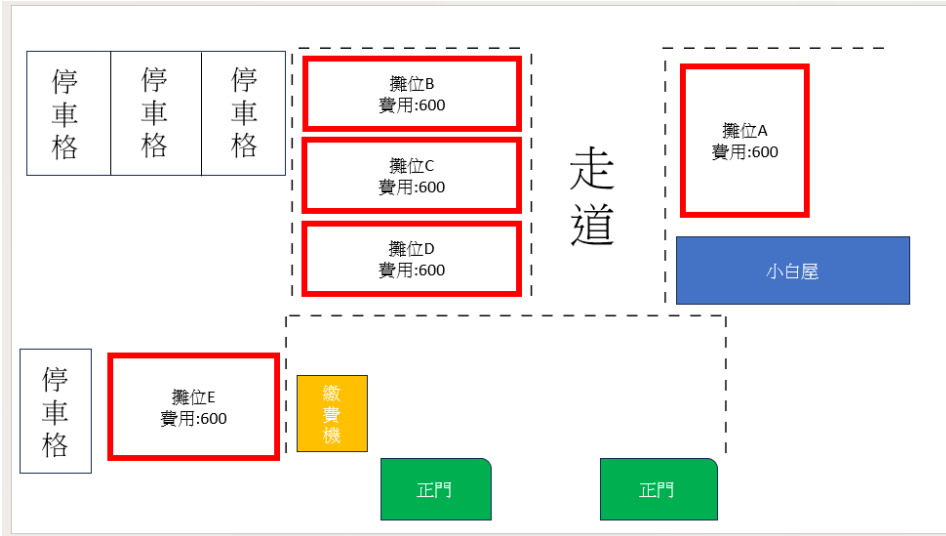 停車格
停車格
停車格
攤位B
費用:600
攤位C
費用:600
攤位D
費用:600
走道
攤位A
費用:600
小白屋
停車格
攤位E
費用:600
繳費機
正門
正門